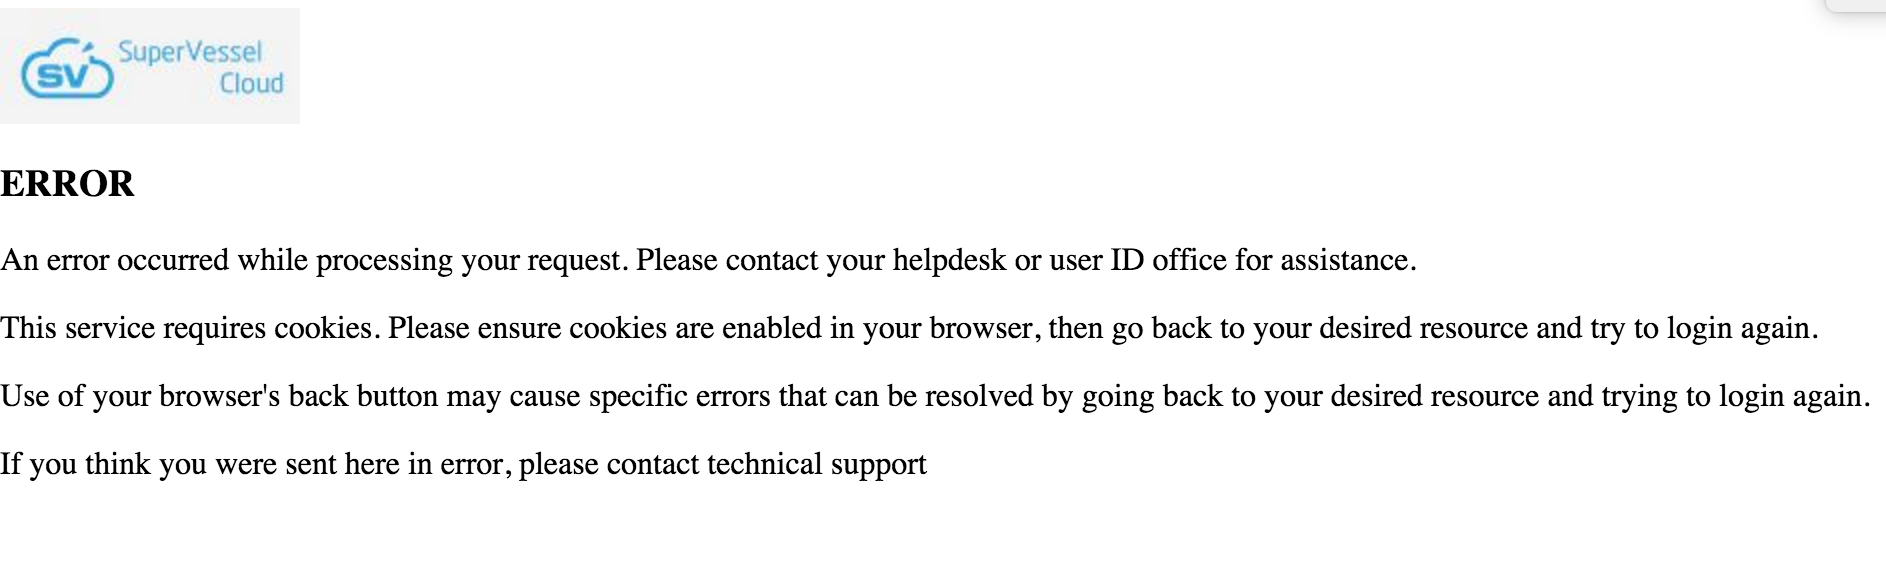 SV SuperVessel
Cloud
ERROR
An error occurred while processing your request. Please contact your helpdesk or user ID office for assistance.
This service requires cookies. Please ensure cookies are enabled in your browser, then go back to your desired resource and try to login again.
Use of your browser's back button may cause specific errors that can be resolved by going back to your desired resource and trying to login again.
If you think you were sent here in error, please contact technical support